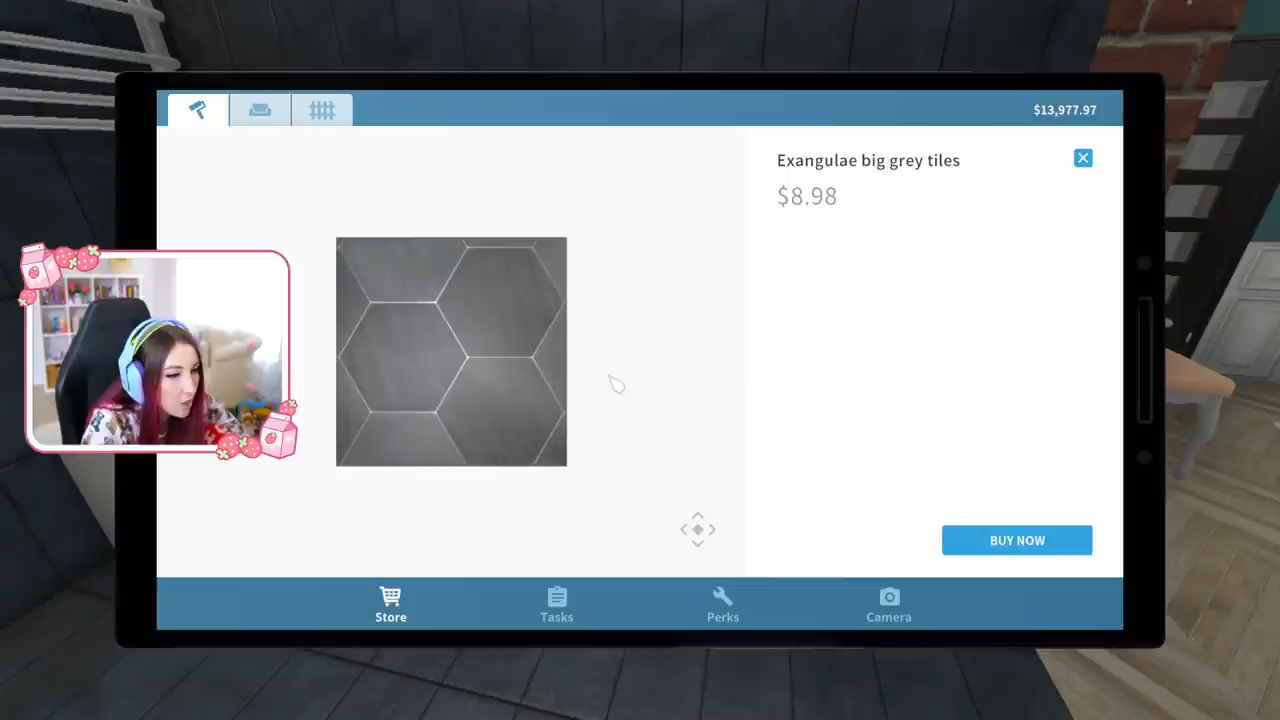 $13,977.97
Exangulae big grey tiles
$8.98
BUY NOW
Store
Tasks
Perks
Camera